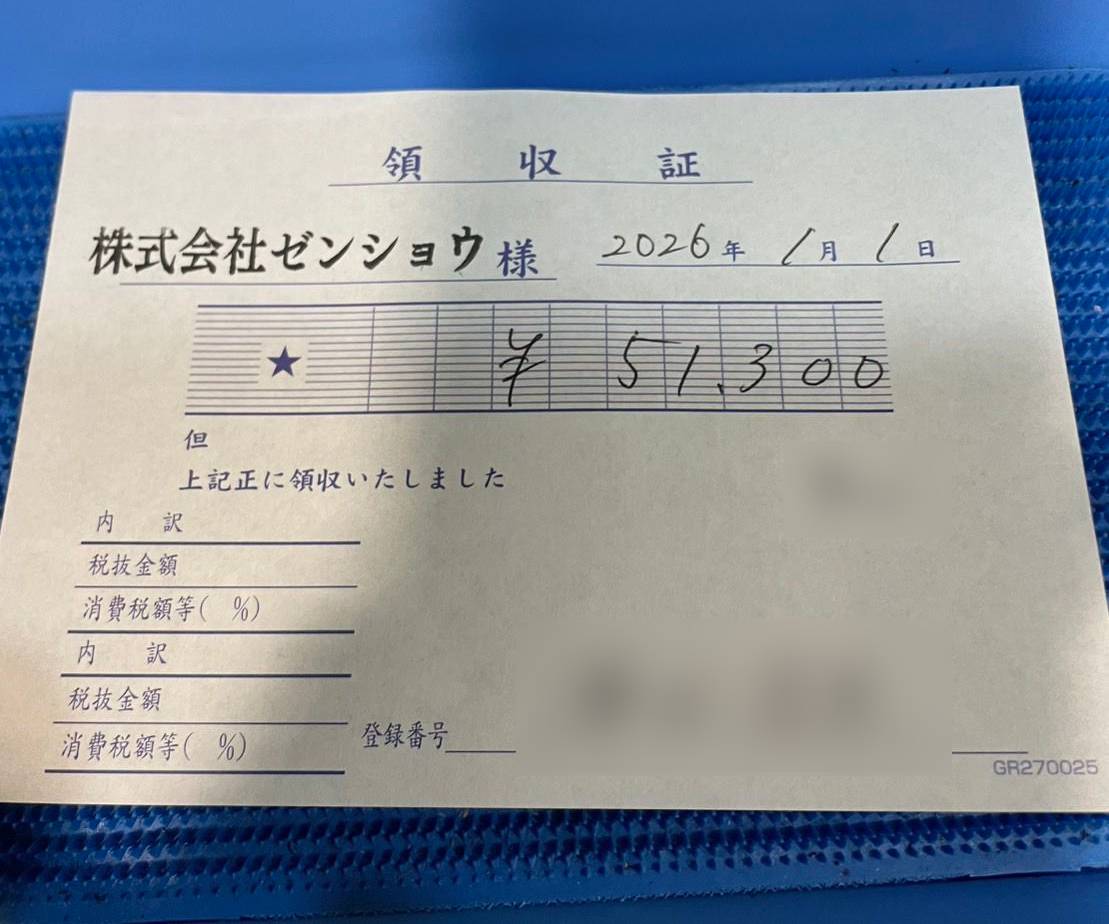 領 収 証
株式会社ゼンショウ 様 2026年 1月 1日
★ ¥ 51,300
但
上記正に領収いたしました
内 訳
税抜金額
消費税額等( %)
内 訳
税抜金額
消費税額等( %)
登録番号
GR270025